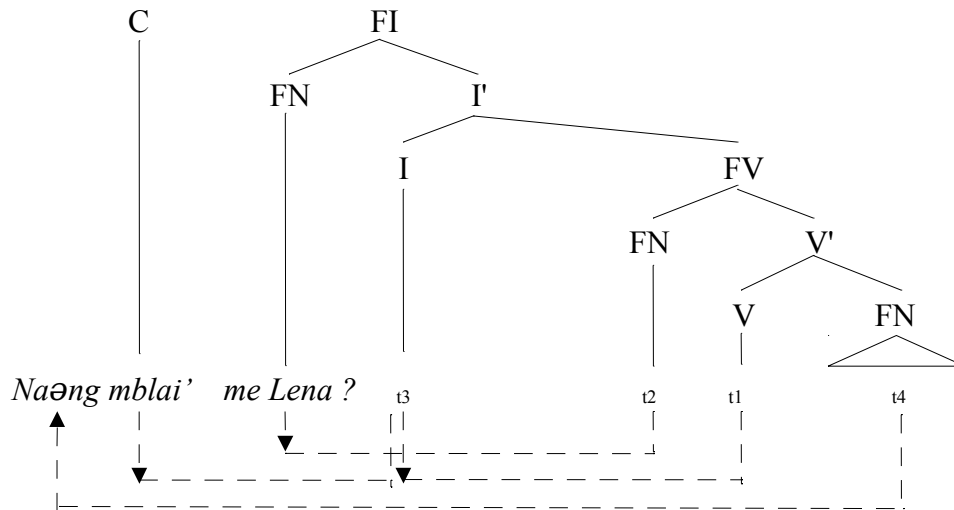 C FI
FN I'
I FV
FN V'
V FN
Naəng mblai’ me Lena ? t3 t2 t1 t4